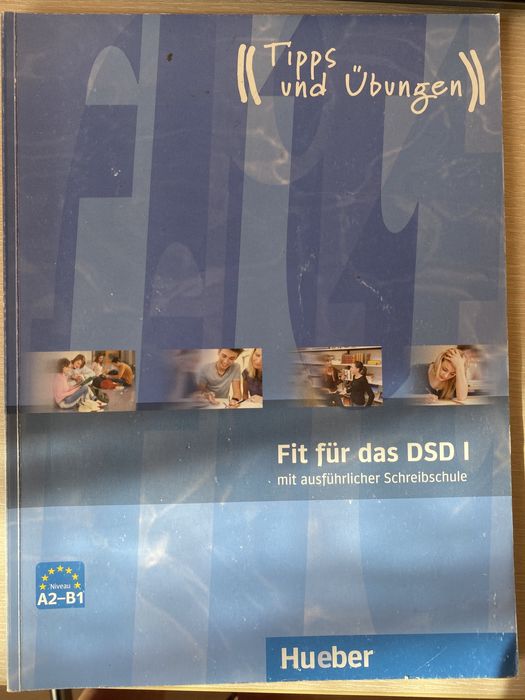 Tipps
und Übungen
Fit für das DSD I
mit ausführlicher Schreibschule
Niveau
A2–B1
Hueber